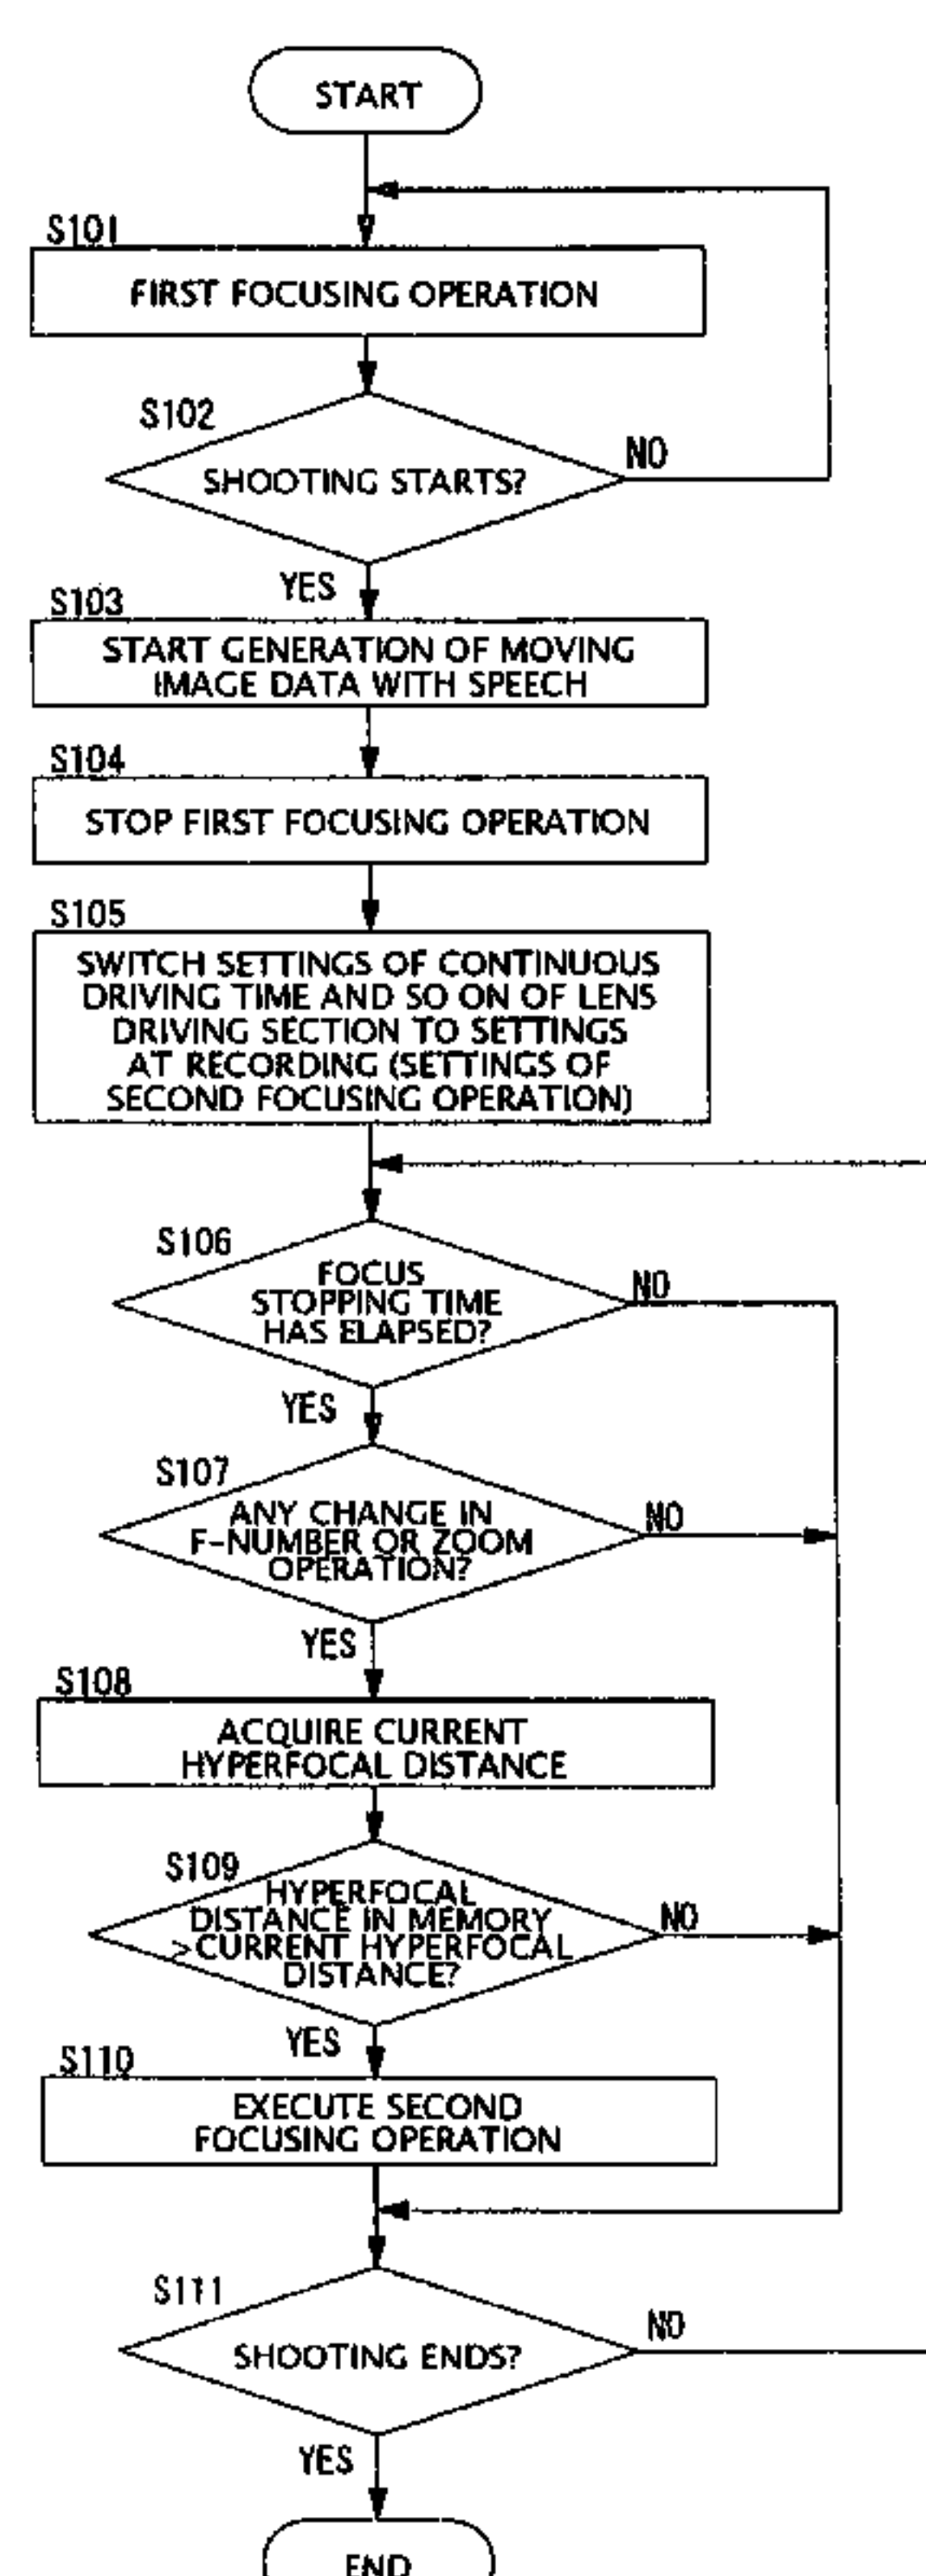 START
S101
FIRST FOCUSING OPERATION
S102
SHOOTING STARTS?
NO
YES
S103
START GENERATION OF MOVING
IMAGE DATA WITH SPEECH
S104
STOP FIRST FOCUSING OPERATION
S105
SWITCH SETTINGS OF CONTINUOUS
DRIVING TIME AND SO ON OF LENS
DRIVING SECTION TO SETTINGS
AT RECORDING (SETTINGS OF
SECOND FOCUSING OPERATION)
S106
FOCUS
STOPPING TIME
HAS ELAPSED?
NO
YES
S107
ANY CHANGE IN
F-NUMBER OR ZOOM
OPERATION?
NO
YES
S108
ACQUIRE CURRENT
HYPERFOCAL DISTANCE
S109
HYPERFOCAL
DISTANCE IN MEMORY
>CURRENT HYPERFOCAL
DISTANCE?
NO
YES
S110
EXECUTE SECOND
FOCUSING OPERATION
S111
SHOOTING ENDS?
NO
YES
END